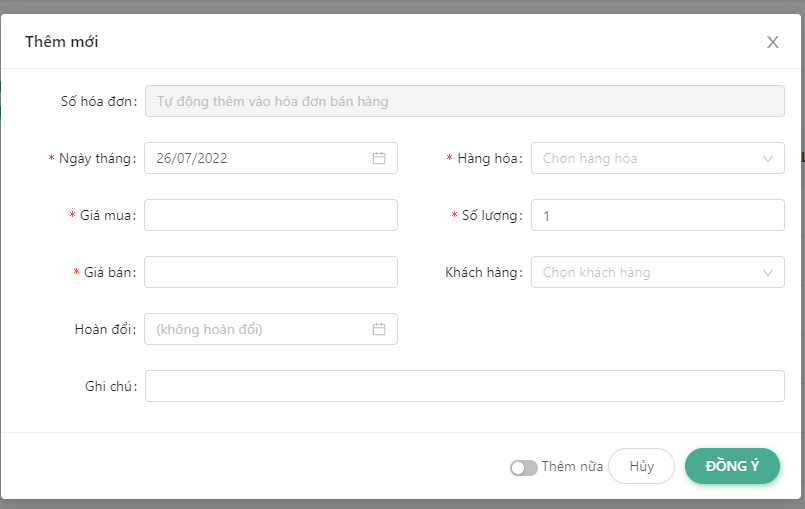 Thêm mới
Số hóa đơn: Tự động thêm vào hóa đơn bán hàng
* Ngày tháng: 26/07/2022 * Hàng hóa: Chọn hàng hóa
* Giá mua: * Số lượng: 1
* Giá bán: Khách hàng: Chọn khách hàng
Hoàn đổi: (không hoàn đổi)
Ghi chú:
Thêm nữa Hủy ĐỒNG Ý